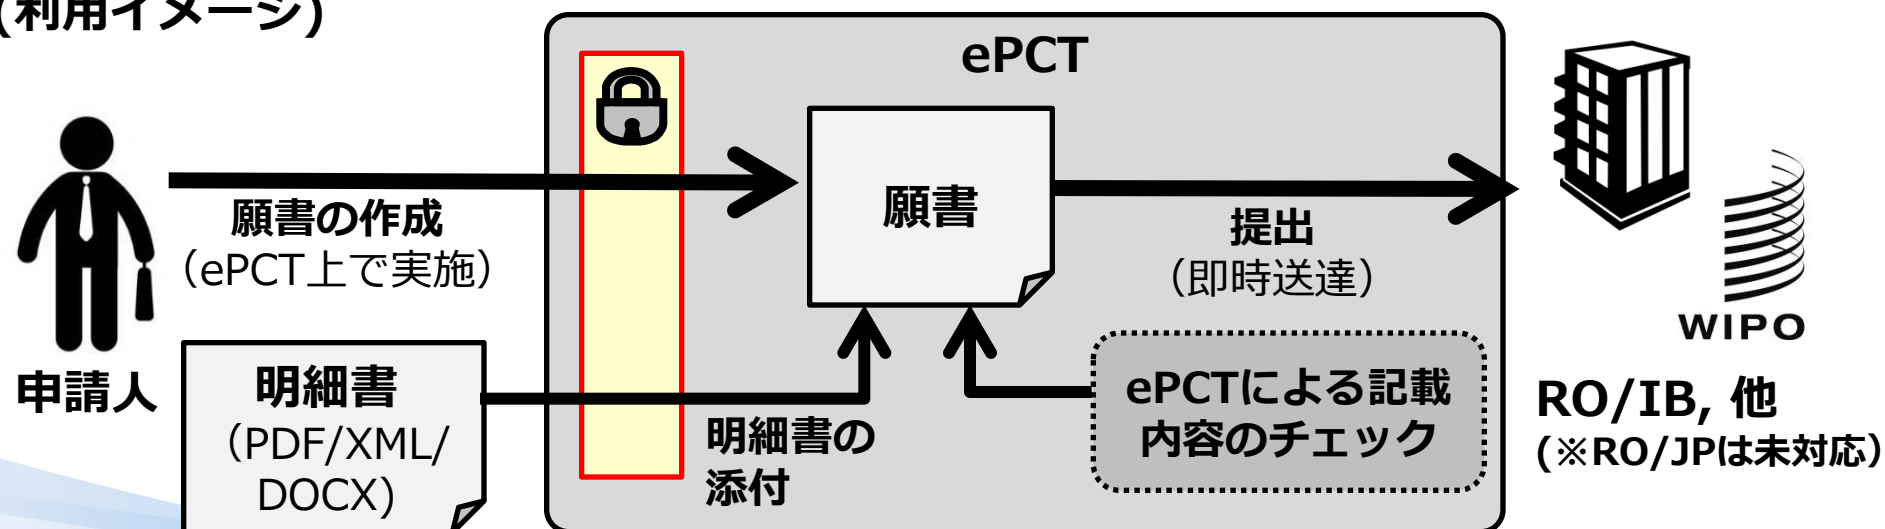 (利用イメージ)
ePCT
願書の作成
（ePCT上で実施）
願書
提出
（即時送達）
WIPO
申請人
明細書
（PDF/XML/
DOCX)
明細書の
添付
ePCTによる記載
内容のチェック
RO/IB, 他
(※RO/JPは未対応）